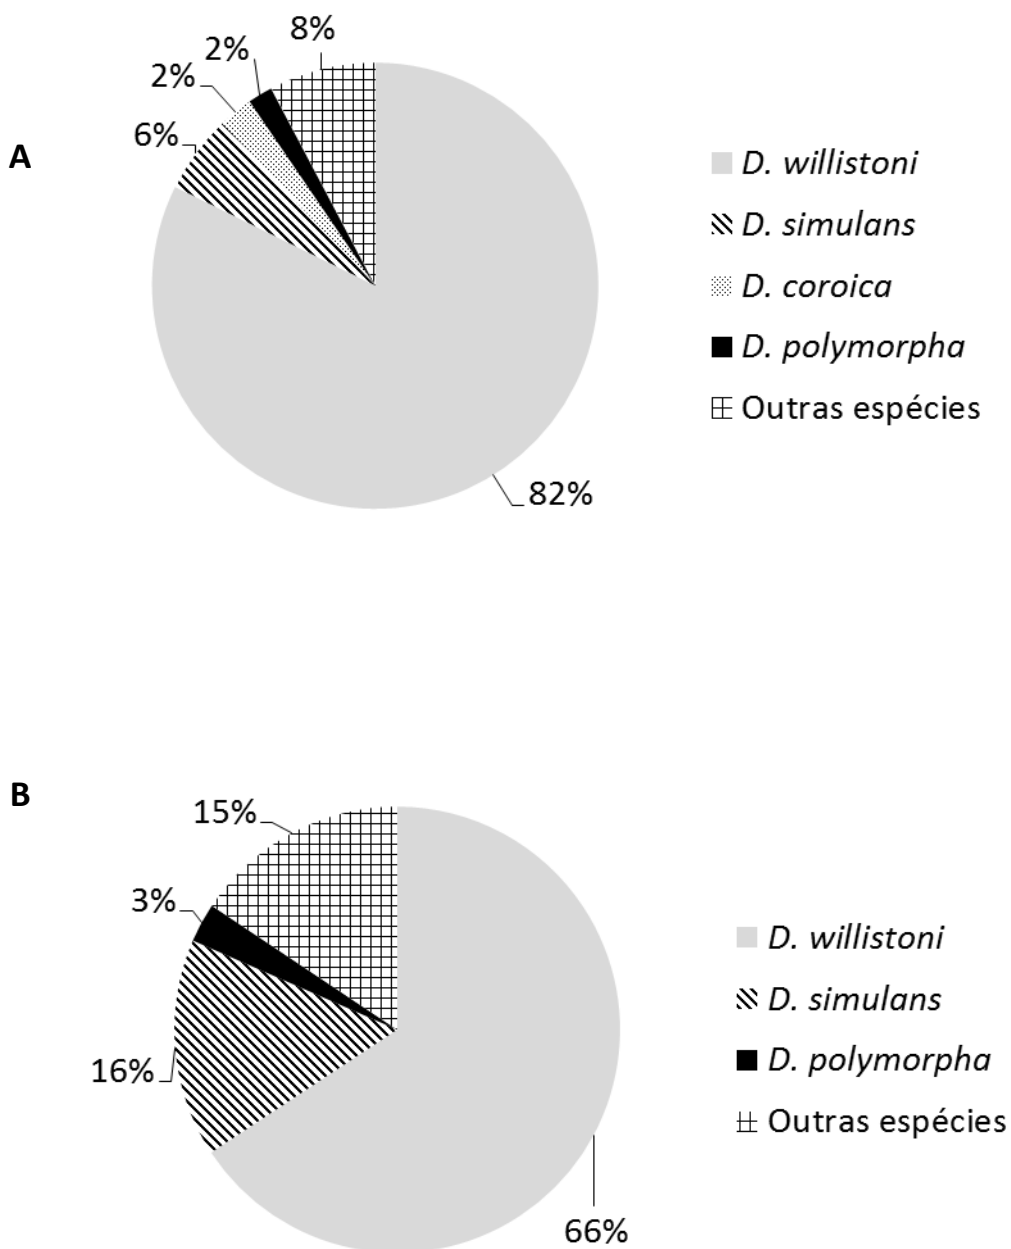 8%
2%
2%
6%
A
D. willistoni
D. simulans
D. coroica
D. polymorpha
Outras espécies
82%
B
15%
3%
16%
D. willistoni
D. simulans
D. polymorpha
Outras espécies
66%